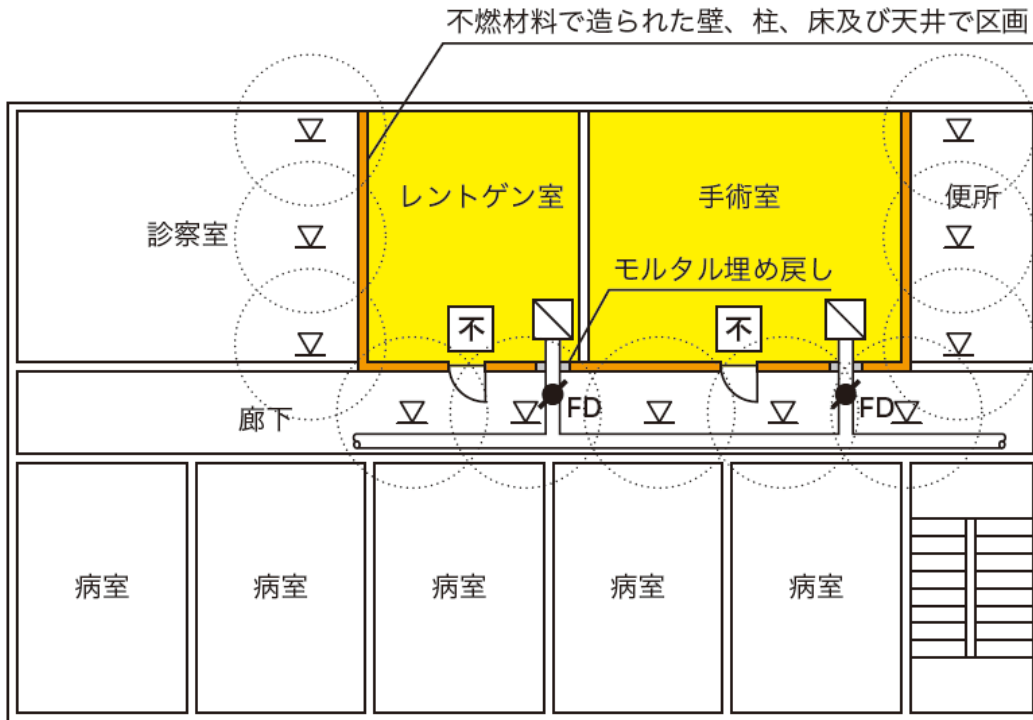 不燃材料で造られた壁、柱、床及び天井で区画
レントゲン室
手術室
便所
診察室
モルタル埋め戻し
不
不
FD
FD
廊下
病室
病室
病室
病室
病室